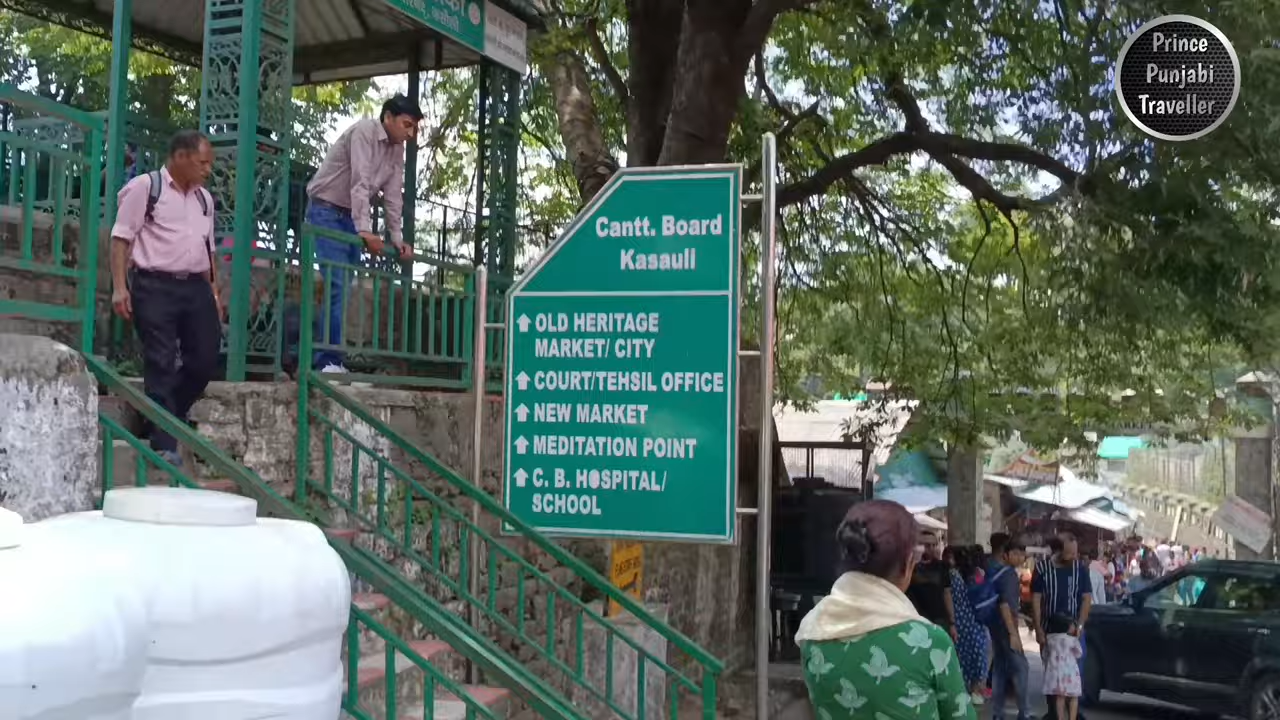 Prince
Punjabi
Traveller
Cantt. Board
Kasauli
OLD HERITAGE
MARKET/ CITY
COURT/TEHSIL OFFICE
NEW MARKET
MEDITATION POINT
C. B. HOSPITAL/
SCHOOL